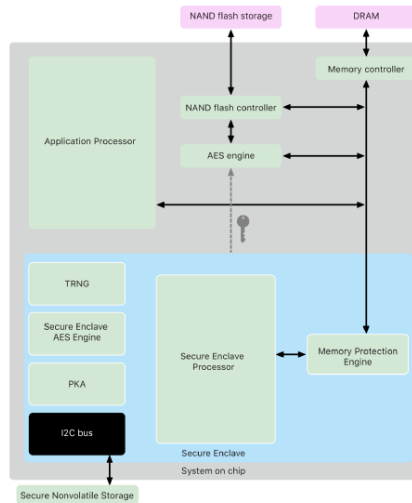 NAND flash storage
DRAM
Memory controller
NAND flash controller
Application Processor
AES engine
TRNG
Secure Enclave
AES Engine
Secure Enclave
Processor
Memory Protection
Engine
PKA
I2C bus
Secure Enclave
System on chip
Secure Nonvolatile Storage